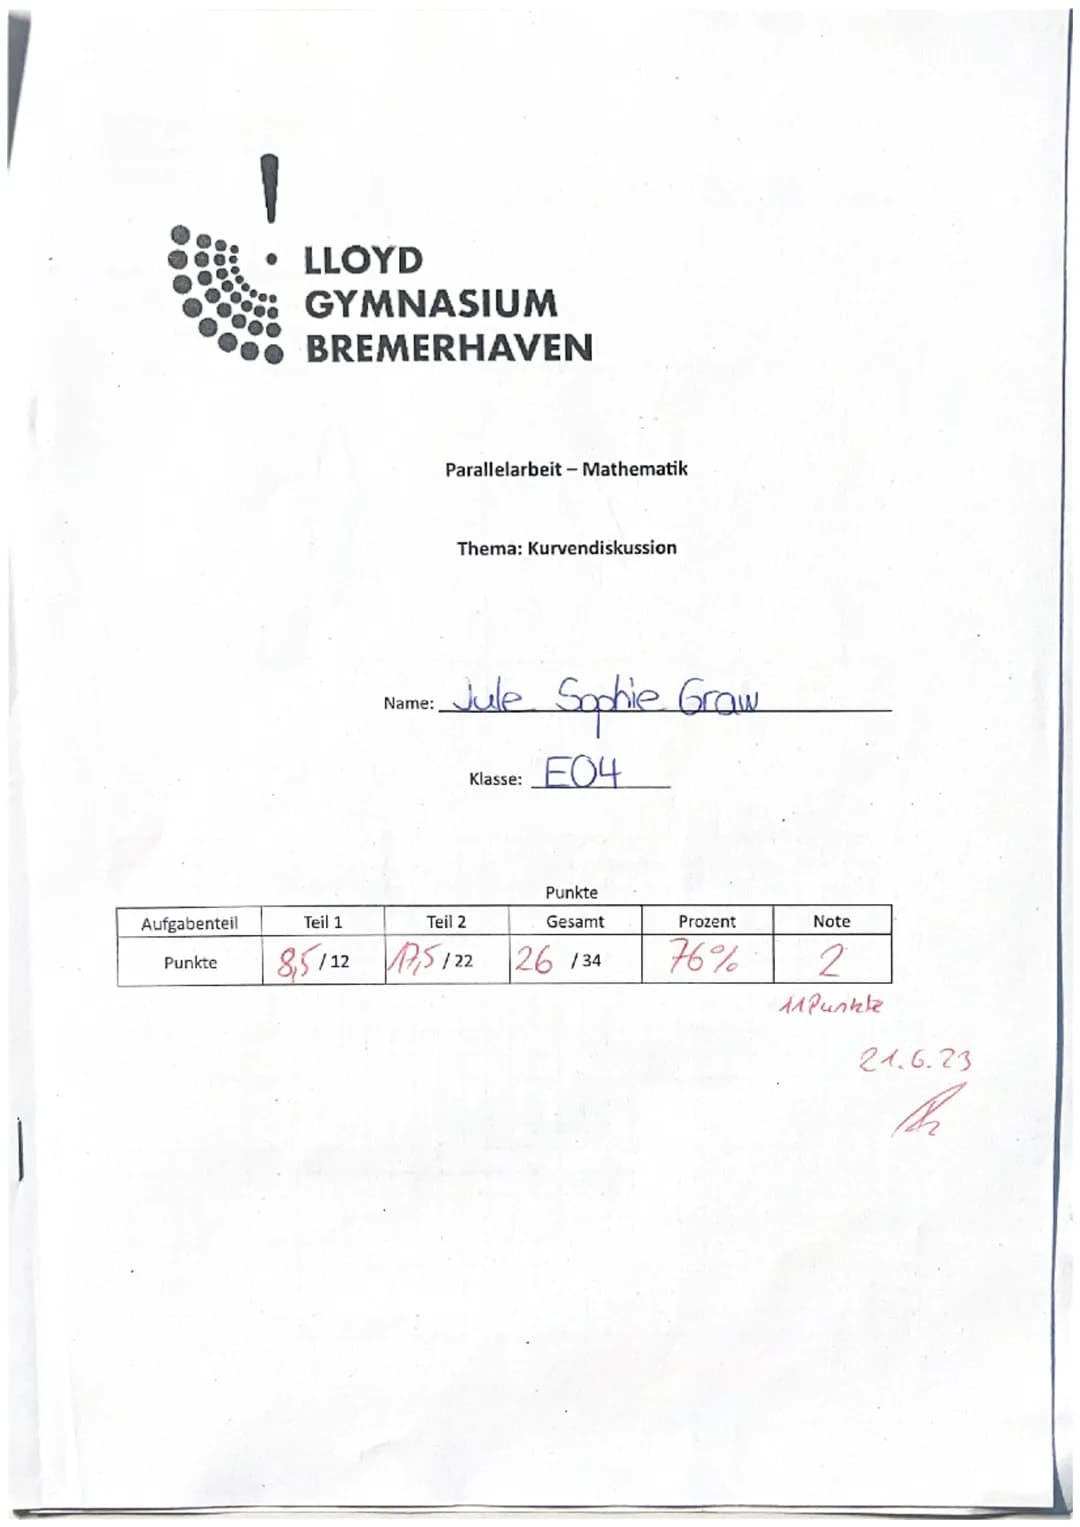 LLOYD
GYMNASIUM
BREMERHAVEN
Parallelarbeit – Mathematik
Thema: Kurvendiskussion
Name: Jule Sophie Graw
Klasse: E04
Punkte
Aufgabenteil Teil 1 Teil 2 Gesamt Prozent Note
Punkte 8,5 / 12 17,5 / 22 26 / 34 76% 2
11 Punkte
21.6.23